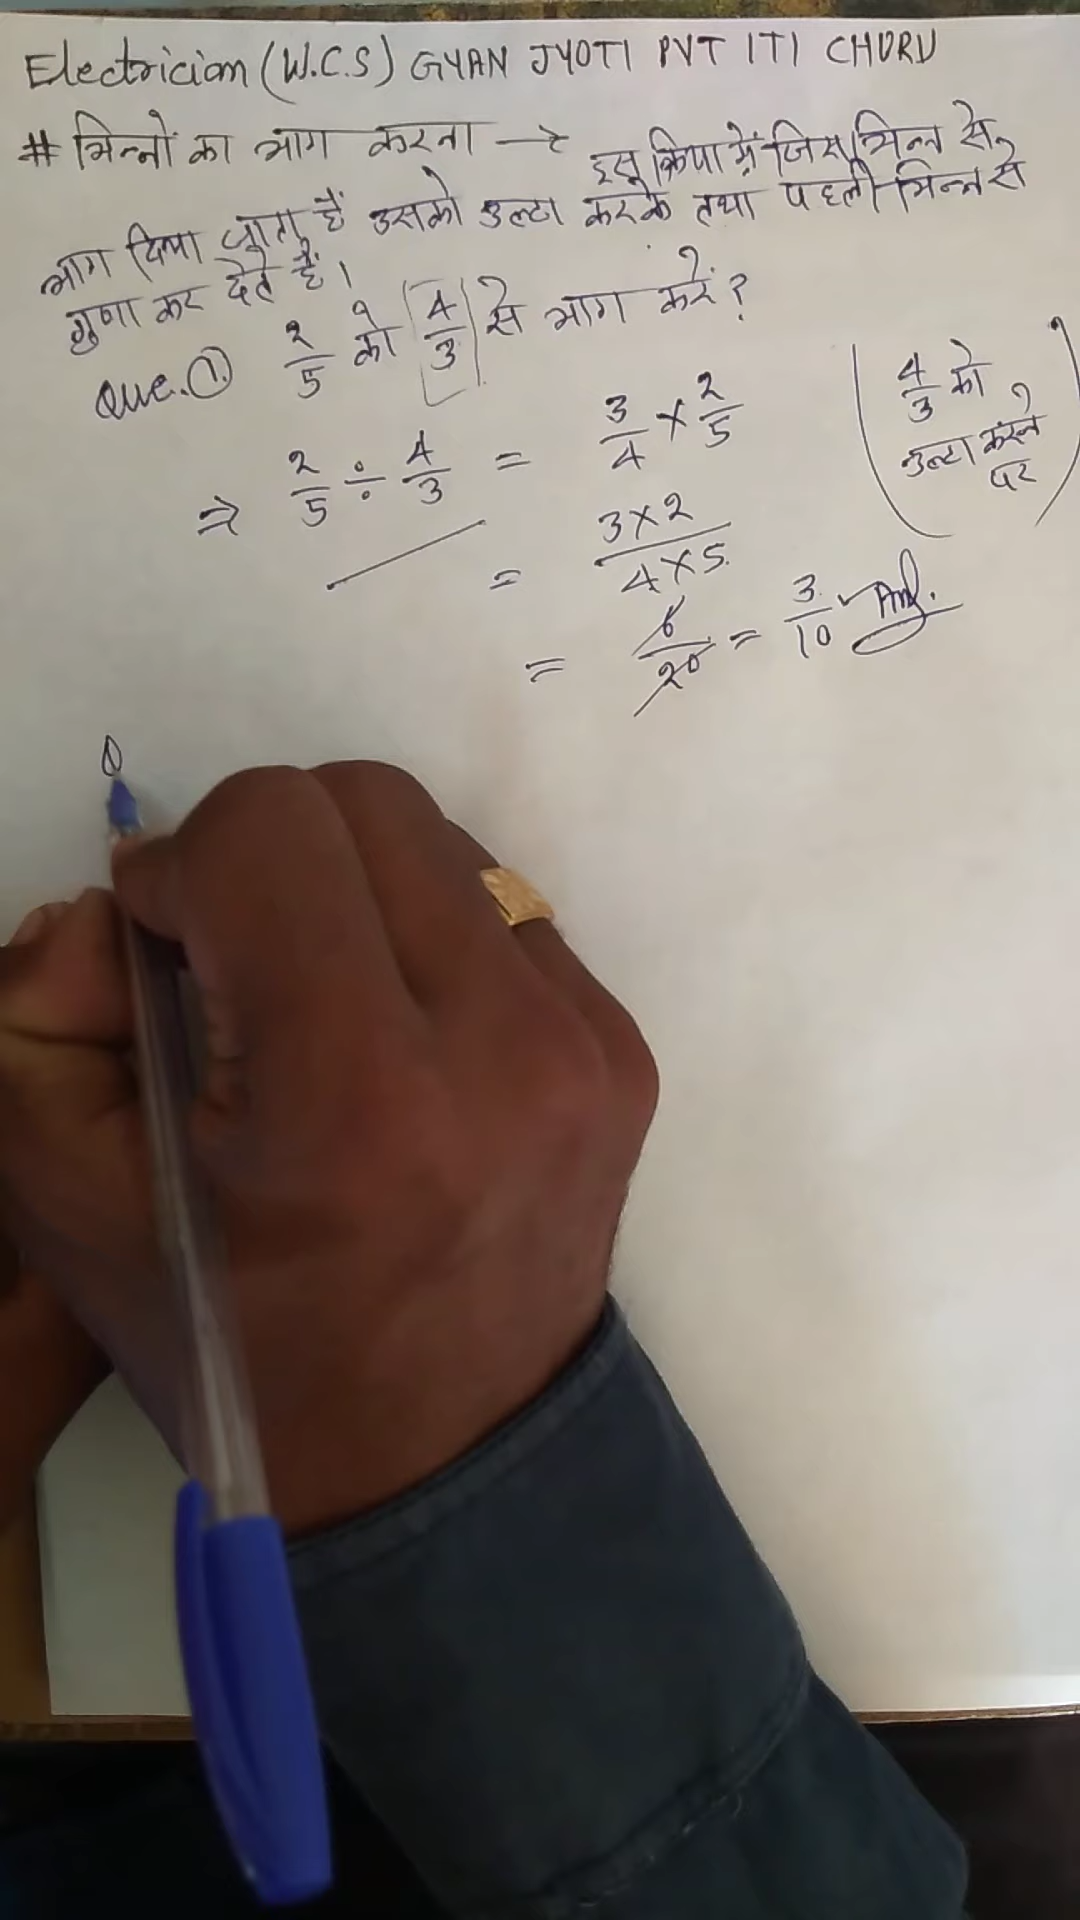 Electrician (W.C.S) GYAN JYOTI PVT ITI CHURU
# भिन्नों का भाग करना → इस क्रिया में जिस भिन्न से
भाग दिया जाता हैं उसको उल्टा करके तथा पहली भिन्न से
गुणा कर देते हैं।
Que.① 2/5 को 4/3 से भाग करें?
⇒ 2/5 ÷ 4/3 = 3/4 × 2/5 (4/3 को उल्टा करने पर)
= 3×2/4×5
= 6/20 = 3/10 Ans.
Q